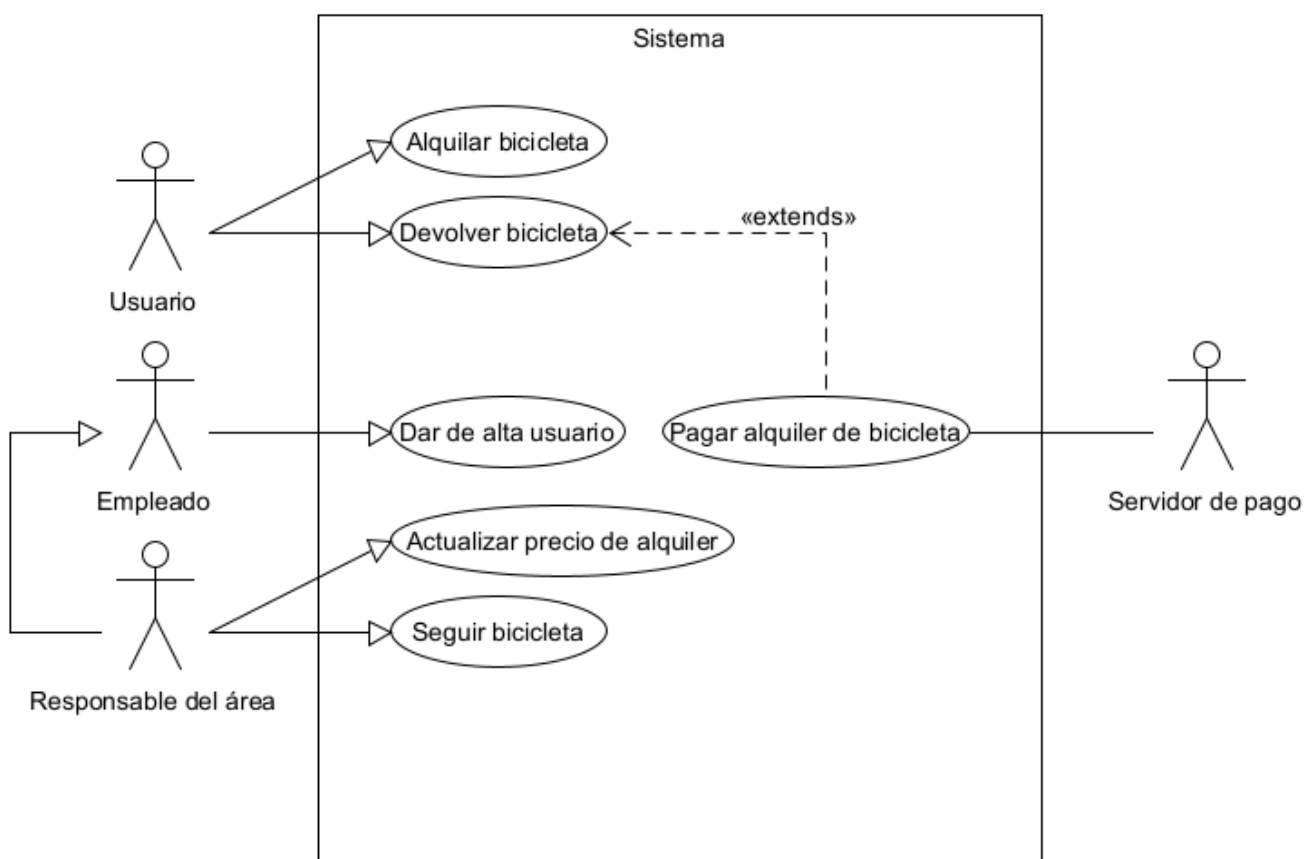 Sistema
Alquilar bicicleta
Devolver bicicleta
«extends»
Usuario
Dar de alta usuario
Pagar alquiler de bicicleta
Empleado
Servidor de pago
Actualizar precio de alquiler
Seguir bicicleta
Responsable del área